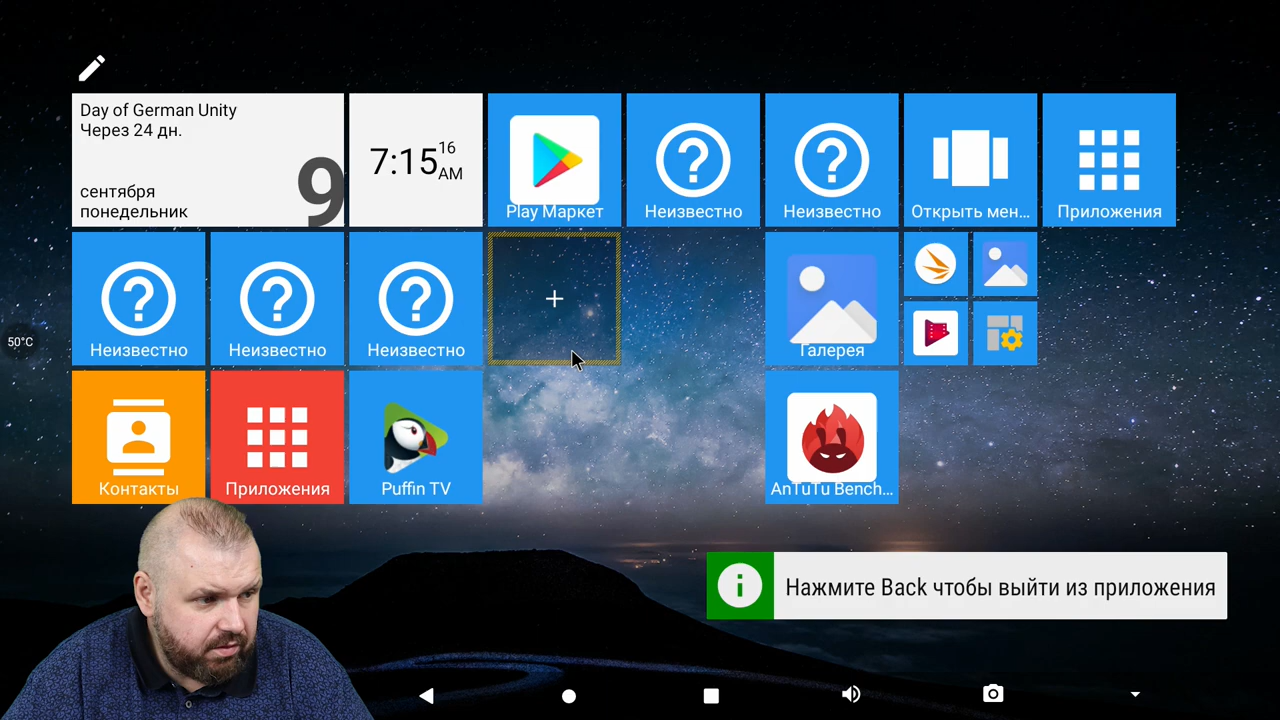 Day of German Unity
Через 24 дн.
9
сентября
понедельник
7:15 16 AM
Play Маркет
Неизвестно
Неизвестно
Открыть мен...
Приложения
Неизвестно
Неизвестно
Неизвестно
Галерея
50°C
Контакты
Приложения
Puffin TV
AnTuTu Bench...
Нажмите Back чтобы выйти из приложения